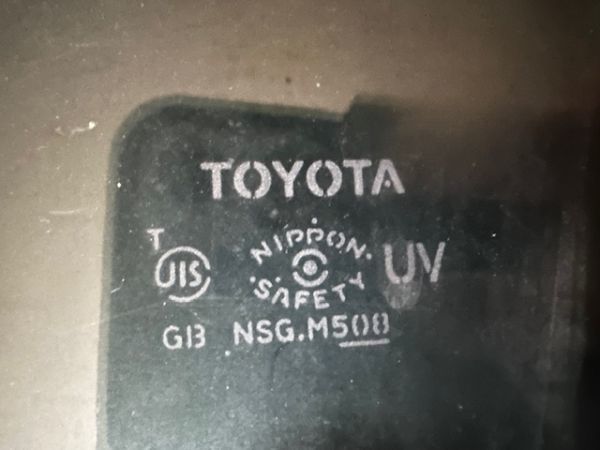 TOYOTA
T
JIS
NIPPON
SAFETY
UV
GB NSG.M508